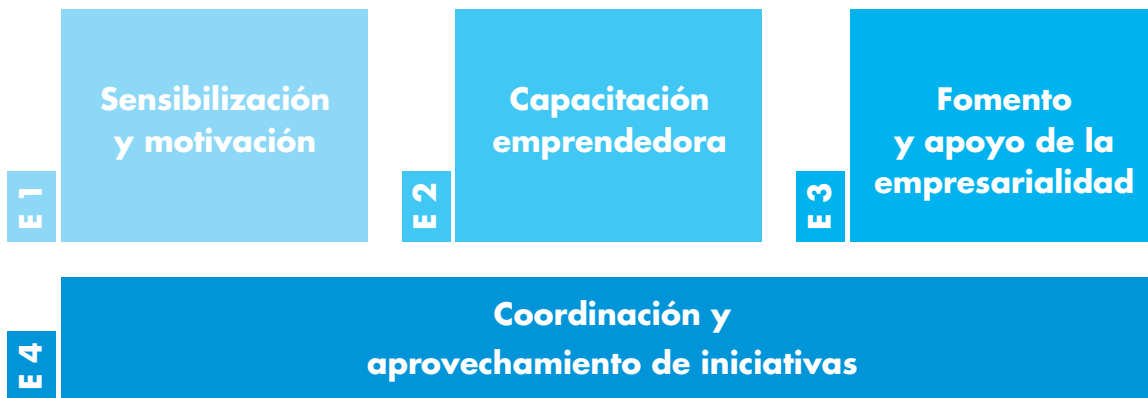 E 1
Sensibilización
y motivación
E 2
Capacitación
emprendedora
E 3
Fomento
y apoyo de la
empresarialidad
E 4
Coordinación y
aprovechamiento de iniciativas